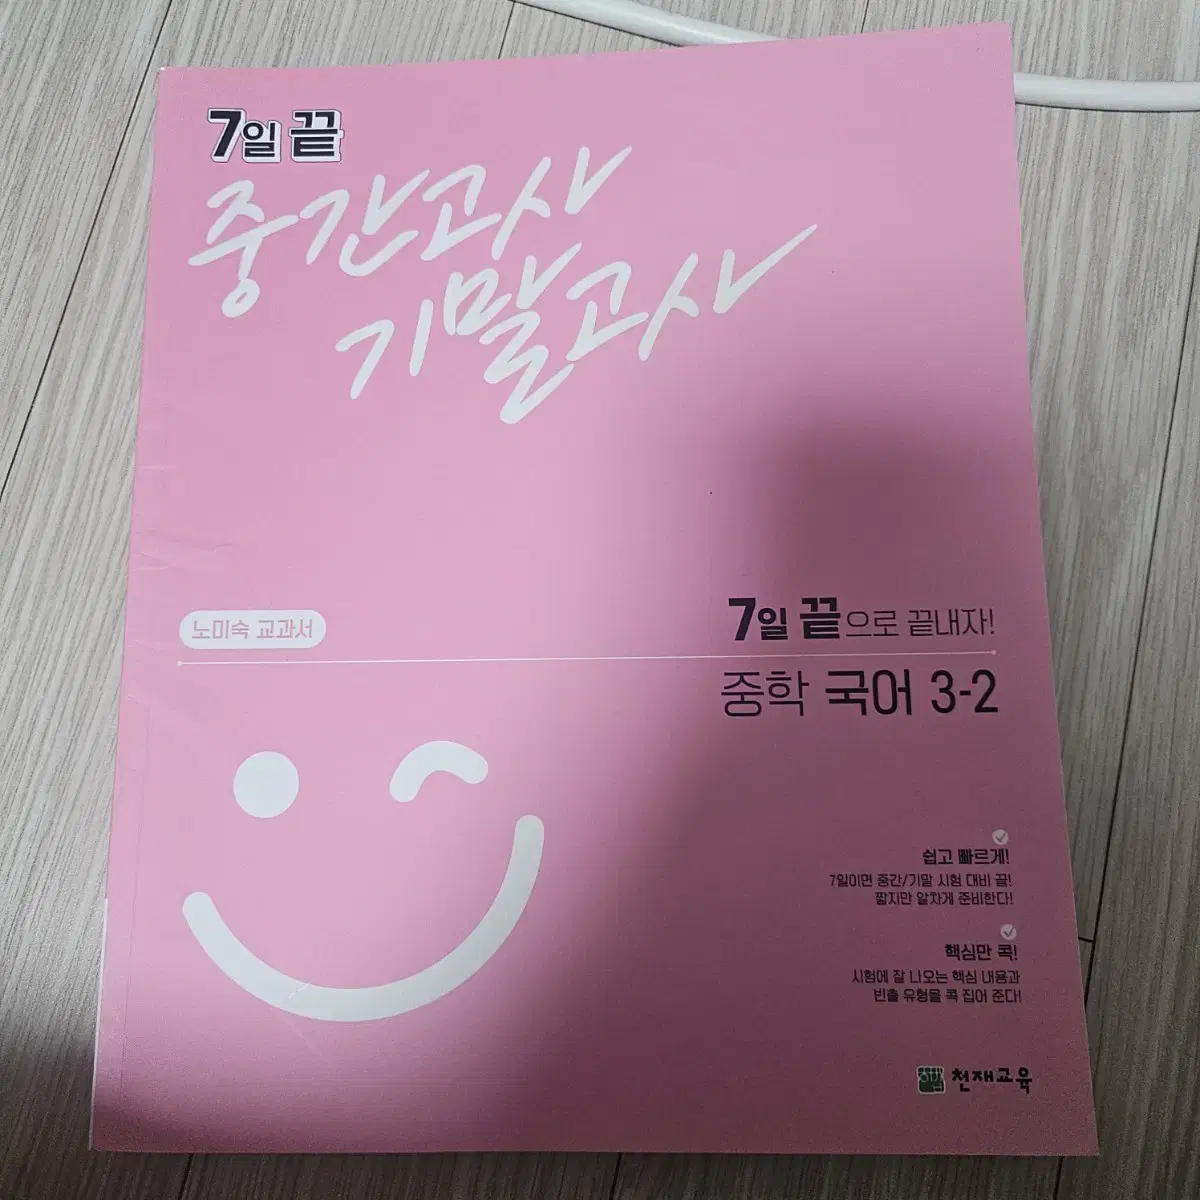 7일 끝
중간고사
기말고사
노미숙 교과서
7일 끝으로 끝내자!
중학 국어 3-2
쉽고 빠르게!
7일이면 중간/기말 시험 대비 끝!
짧지만 알차게 준비한다!
핵심만 콕!
시험에 잘 나오는 핵심 내용과
빈출 유형을 콕 집어 준다!
천재교육